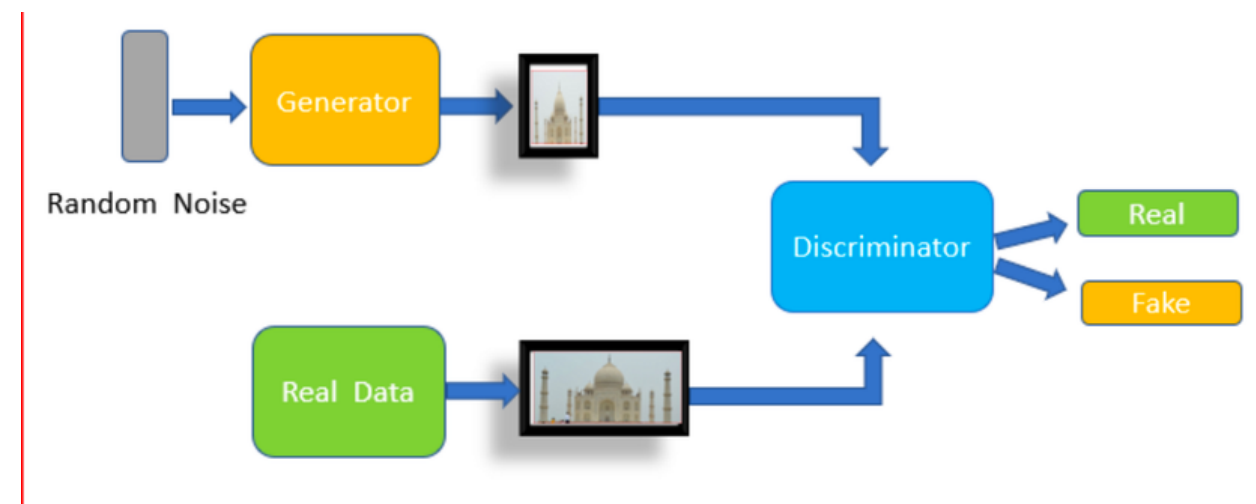 Generator
Random Noise
Discriminator
Real
Fake
Real Data